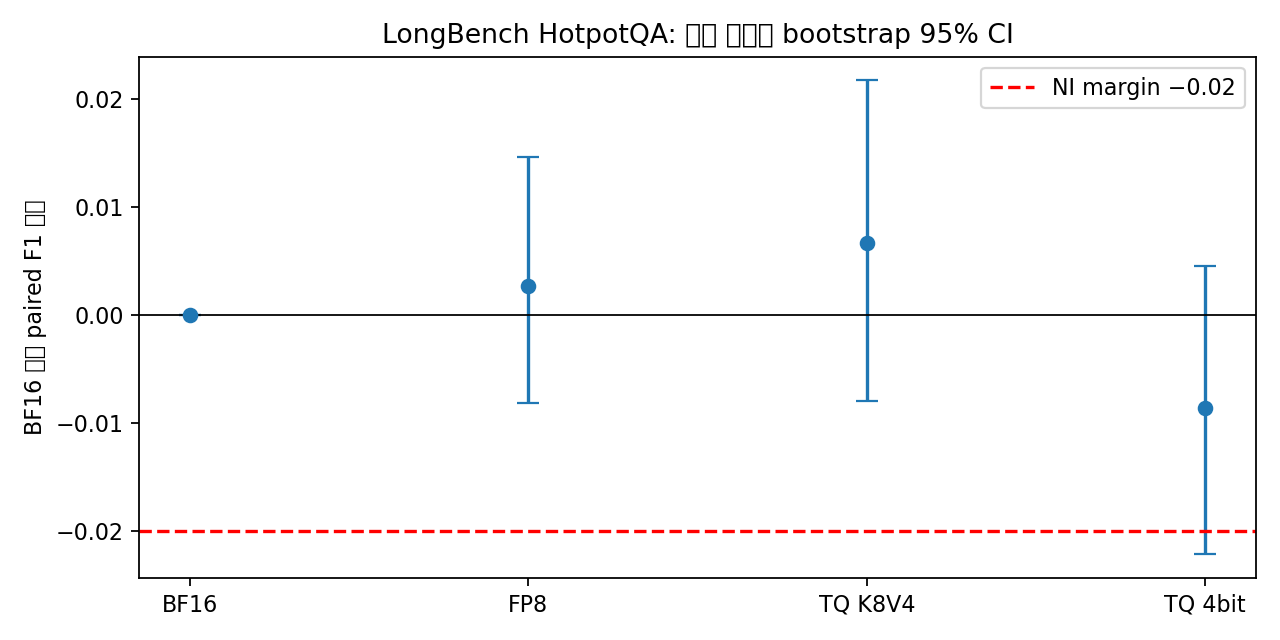 LongBench HotpotQA: bootstrap 95% CI
NI margin −0.02
BF16 paired F1
0.02
0.01
0.00
−0.01
−0.02
BF16 FP8 TQ K8V4 TQ 4bit